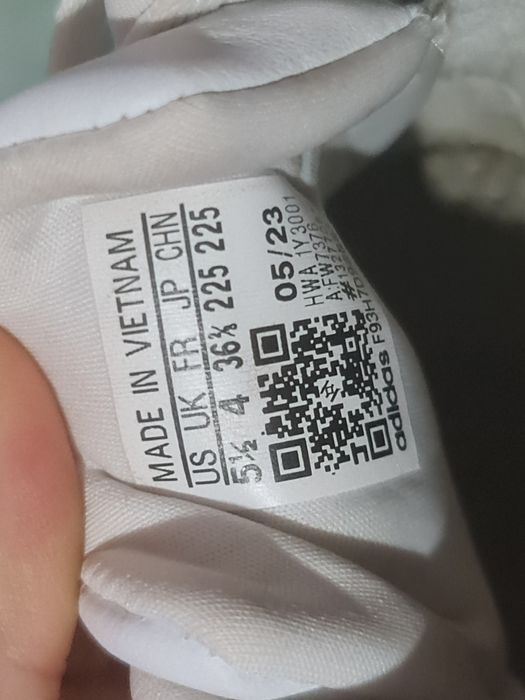 MADE IN VIETNAM
US UK FR JP CHN
5½ 4 36⅔ 225 225
05/23
HWA 1Y3001
adidas